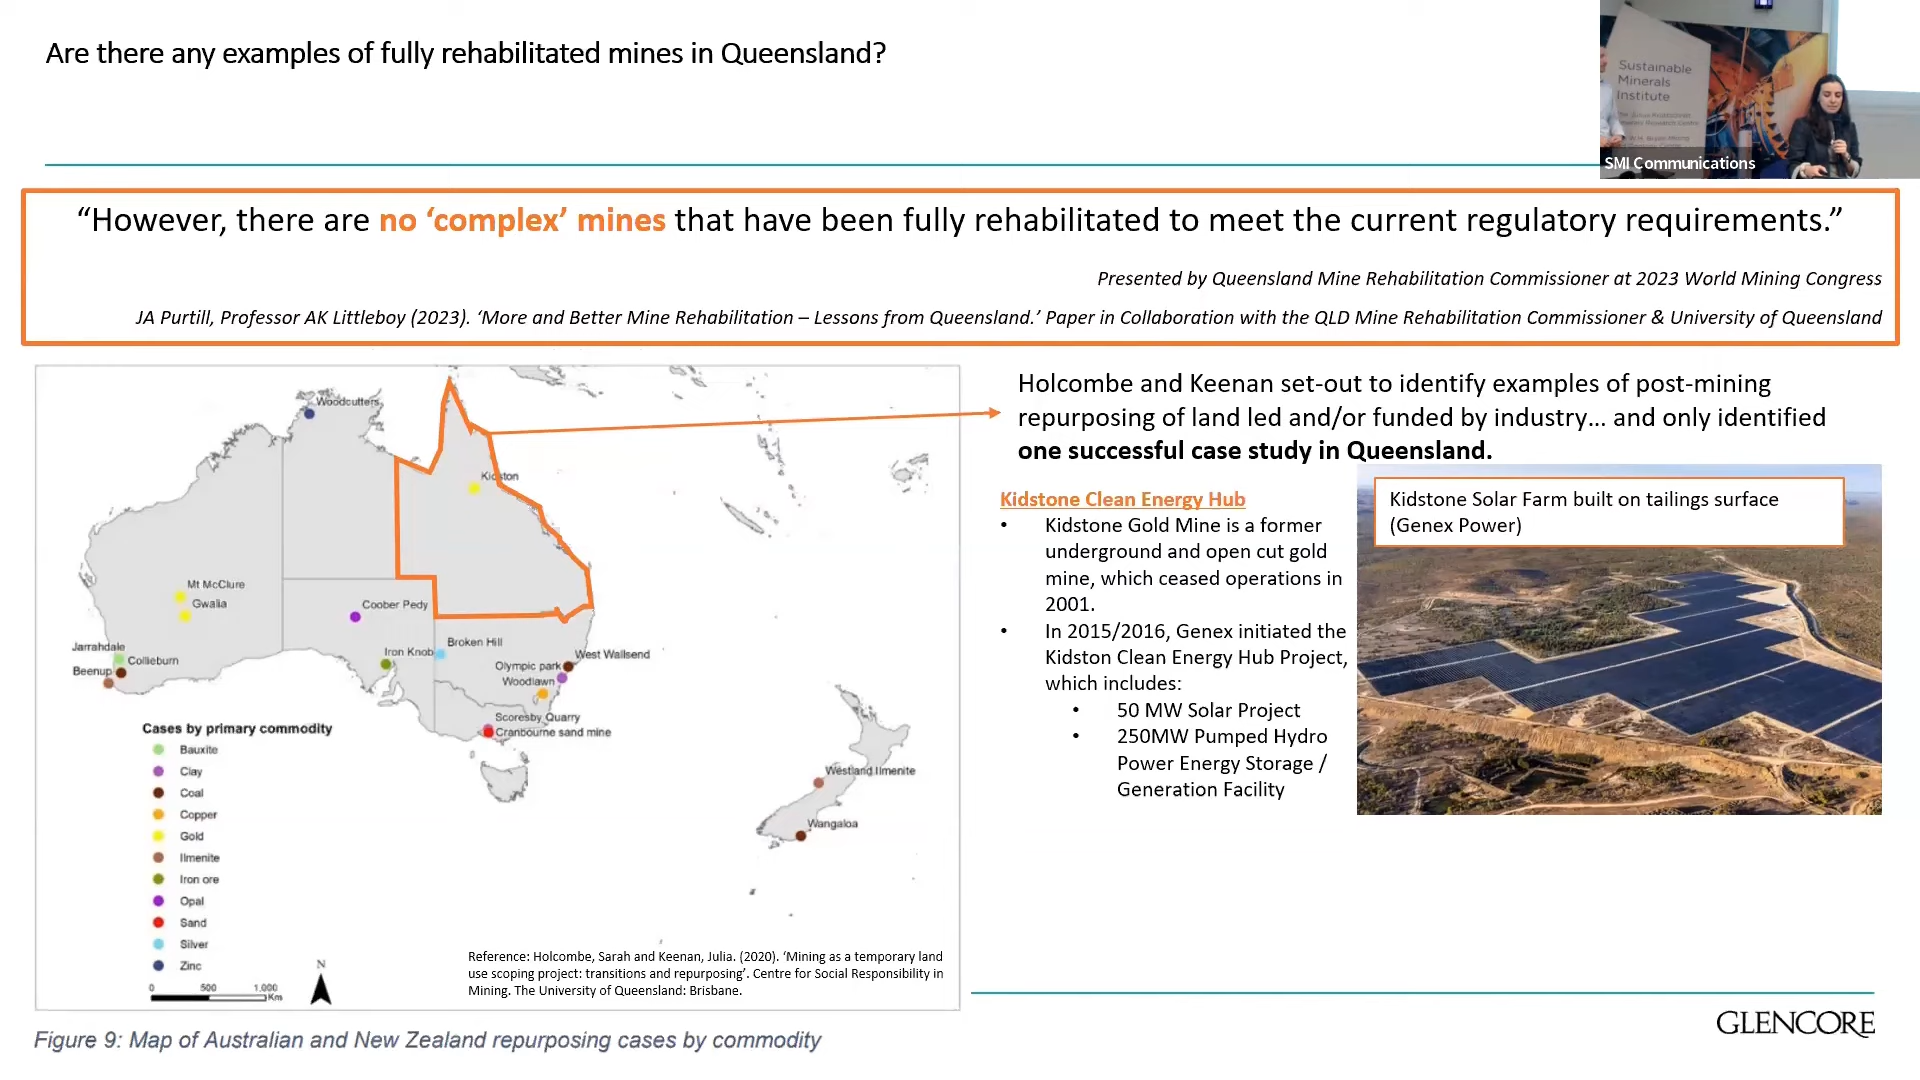 Are there any examples of fully rehabilitated mines in Queensland?
Sustainable
Minerals
Institute
SMI Communications
“However, there are no ‘complex’ mines that have been fully rehabilitated to meet the current regulatory requirements.”
Presented by Queensland Mine Rehabilitation Commissioner at 2023 World Mining Congress
JA Purtill, Professor AK Littleboy (2023). ‘More and Better Mine Rehabilitation – Lessons from Queensland.’ Paper in Collaboration with the QLD Mine Rehabilitation Commissioner & University of Queensland
Woodcutters
Kidston
Mt McClure
Gwalia
Coober Pedy
Jarrahdale
Collieburn
Beenup
Iron Knob
Broken Hill
West Wallsend
Olympic park
Woodlawn
Scoresby Quarry
Cranbourne sand mine
Westland Ilmenite
Wangaloa
Cases by primary commodity
Bauxite
Clay
Coal
Copper
Gold
Ilmenite
Iron ore
Opal
Sand
Silver
Zinc
0 500 1,000
Km
N
Reference: Holcombe, Sarah and Keenan, Julia. (2020). ‘Mining as a temporary land
use scoping project: transitions and repurposing’. Centre for Social Responsibility in
Mining. The University of Queensland: Brisbane.
Figure 9: Map of Australian and New Zealand repurposing cases by commodity
Holcombe and Keenan set-out to identify examples of post-mining
repurposing of land led and/or funded by industry… and only identified
one successful case study in Queensland.
Kidstone Clean Energy Hub
• Kidstone Gold Mine is a former
underground and open cut gold
mine, which ceased operations in
2001.
• In 2015/2016, Genex initiated the
Kidston Clean Energy Hub Project,
which includes:
• 50 MW Solar Project
• 250MW Pumped Hydro
Power Energy Storage /
Generation Facility
Kidstone Solar Farm built on tailings surface
(Genex Power)
GLENCORE